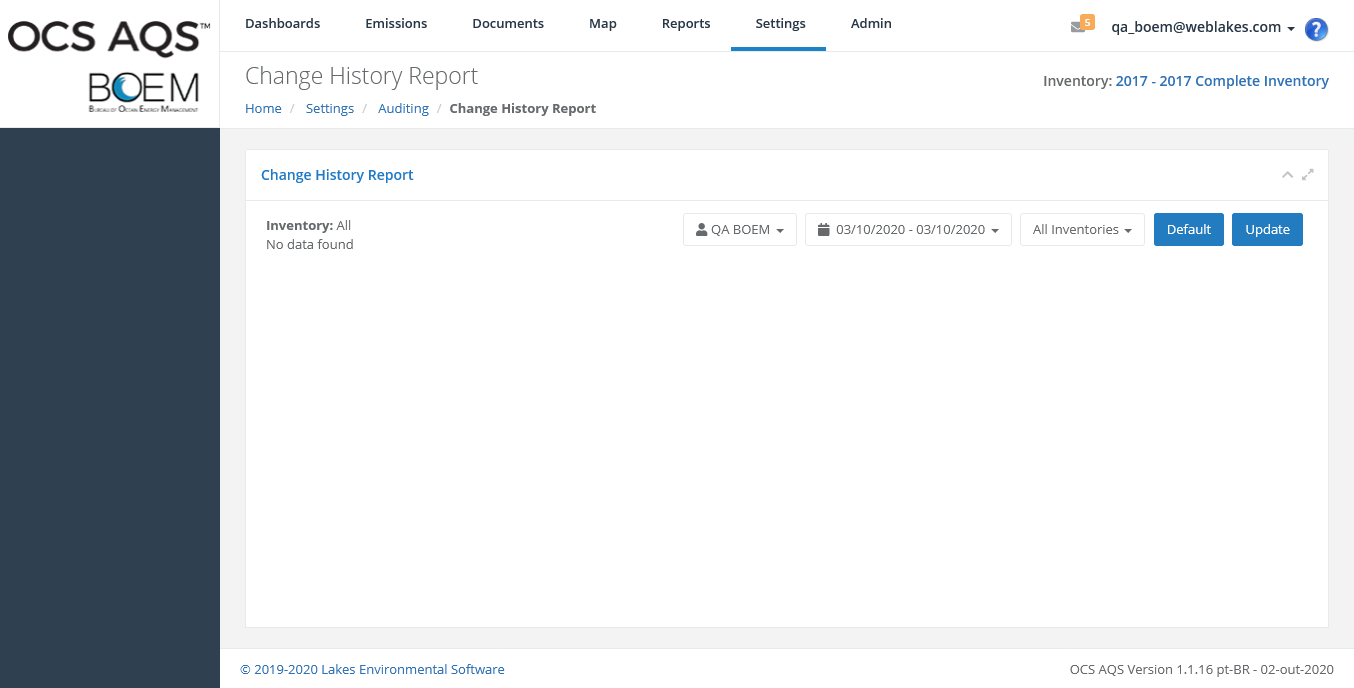 OCS AQS™
BOEM
Bureau of Ocean Energy Management
Dashboards Emissions Documents Map Reports Settings Admin
5 qa_boem@weblakes.com ?
Change History Report
Inventory: 2017 - 2017 Complete Inventory
Home / Settings / Auditing / Change History Report
Change History Report
Inventory: All
No data found
QA BOEM 03/10/2020 - 03/10/2020 All Inventories Default Update
© 2019-2020 Lakes Environmental Software
OCS AQS Version 1.1.16 pt-BR - 02-out-2020